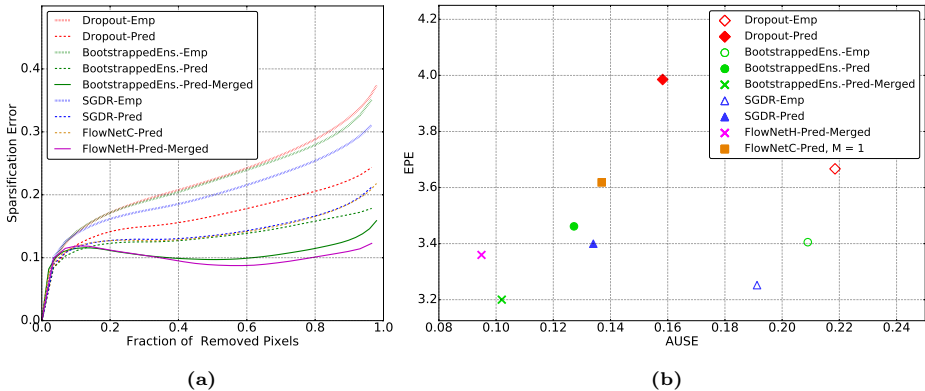 Dropout-Emp
Dropout-Pred
BootstrappedEns.-Emp
BootstrappedEns.-Pred
BootstrappedEns.-Pred-Merged
SGDR-Emp
SGDR-Pred
FlowNetC-Pred
FlowNetH-Pred-Merged
Sparsification Error
0.4
0.3
0.2
0.1
0.0
0.0 0.2 0.4 0.6 0.8 1.0
Fraction of Removed Pixels
(a)
Dropout-Emp
Dropout-Pred
BootstrappedEns.-Emp
BootstrappedEns.-Pred
BootstrappedEns.-Pred-Merged
SGDR-Emp
SGDR-Pred
FlowNetH-Pred-Merged
FlowNetC-Pred, M = 1
EPE
4.2
4.0
3.8
3.6
3.4
3.2
0.08 0.10 0.12 0.14 0.16 0.18 0.20 0.22 0.24
AUSE
(b)